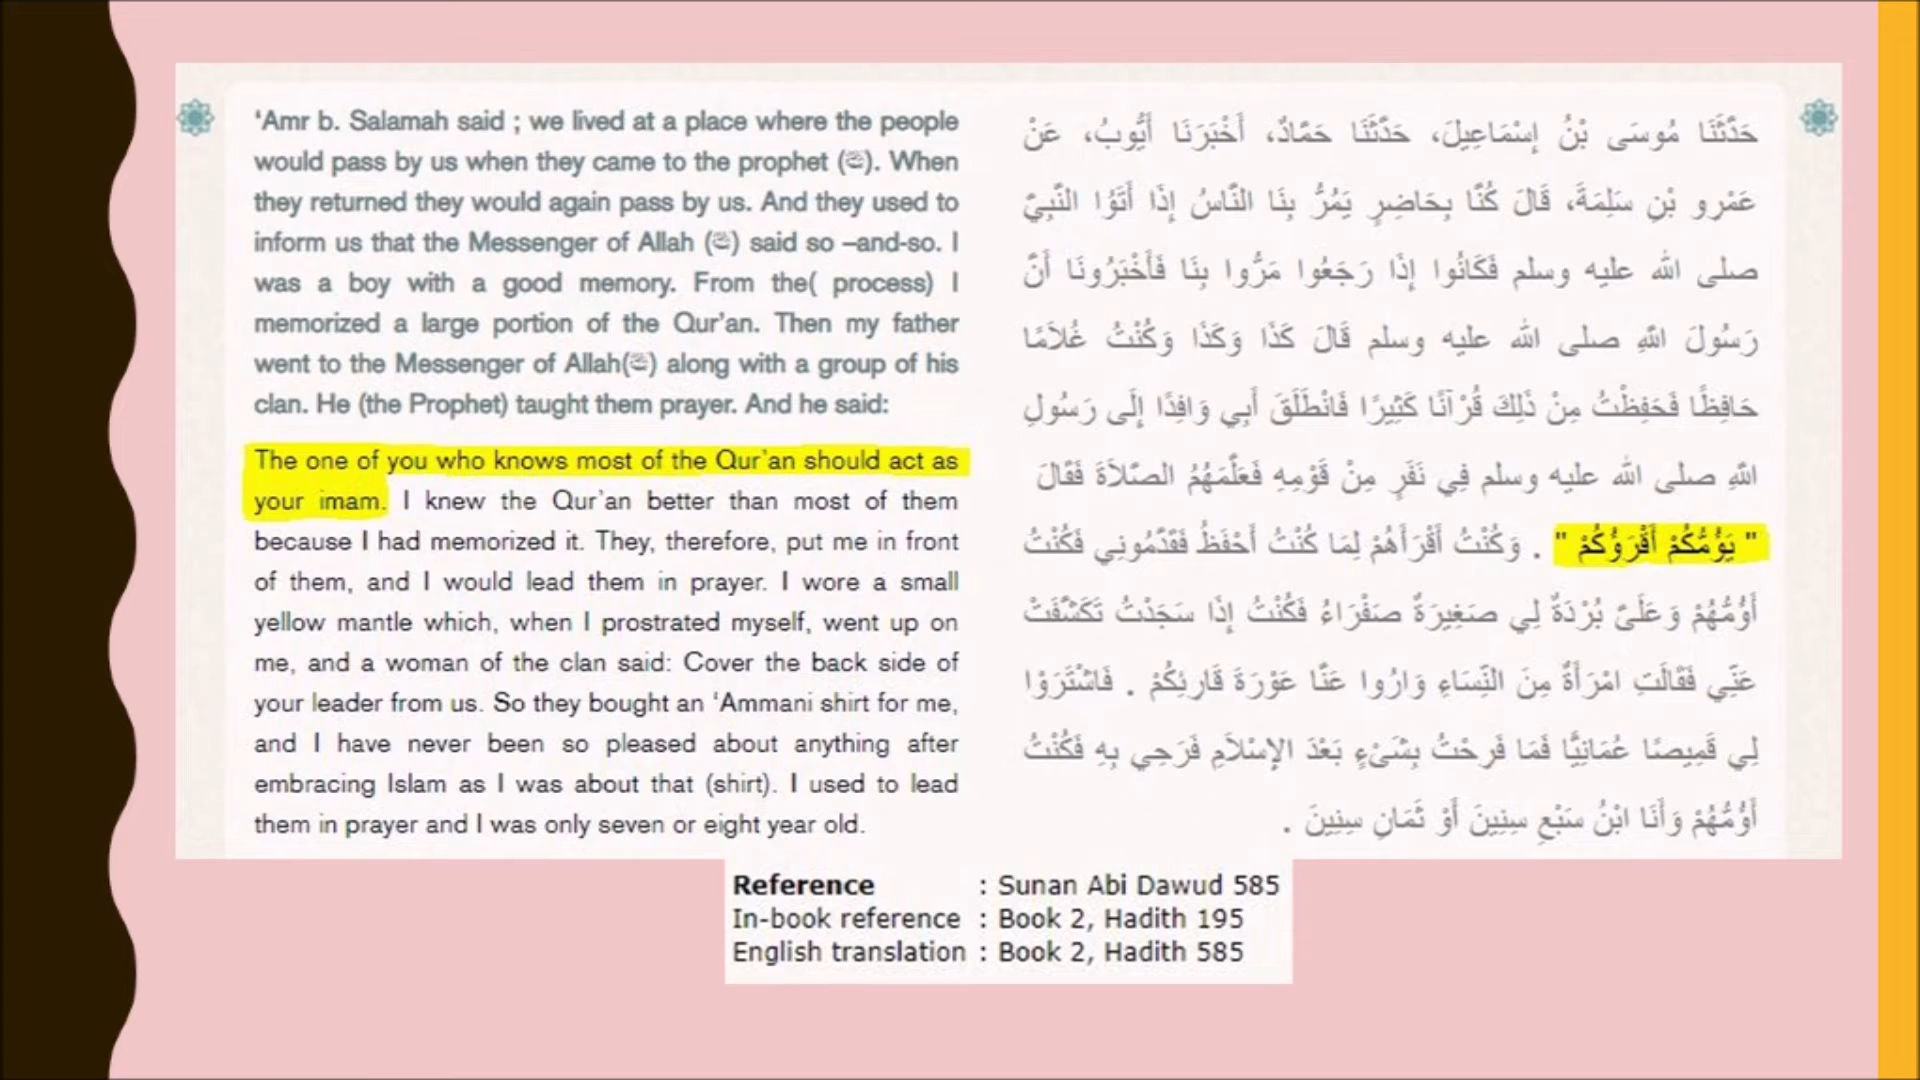 ‘Amr b. Salamah said ; we lived at a place where the people
would pass by us when they came to the prophet (ﷺ). When
they returned they would again pass by us. And they used to
inform us that the Messenger of Allah (ﷺ) said so –and-so. I
was a boy with a good memory. From the( process) I
memorized a large portion of the Qur’an. Then my father
went to the Messenger of Allah(ﷺ) along with a group of his
clan. He (the Prophet) taught them prayer. And he said:
The one of you who knows most of the Qur’an should act as
your imam. I knew the Qur’an better than most of them
because I had memorized it. They, therefore, put me in front
of them, and I would lead them in prayer. I wore a small
yellow mantle which, when I prostrated myself, went up on
me, and a woman of the clan said: Cover the back side of
your leader from us. So they bought an ‘Ammani shirt for me,
and I have never been so pleased about anything after
embracing Islam as I was about that (shirt). I used to lead
them in prayer and I was only seven or eight year old.
حَدَّثَنَا مُوسَى بْنُ إِسْمَاعِيلَ، حَدَّثَنَا حَمَّادٌ، أَخْبَرَنَا أَيُّوبُ، عَنْ
عَمْرِو بْنِ سَلِمَةَ، قَالَ كُنَّا بِحَاضِرٍ يَمُرُّ بِنَا النَّاسُ إِذَا أَتَوُا النَّبِيَّ
صلى الله عليه وسلم فَكَانُوا إِذَا رَجَعُوا مَرُّوا بِنَا فَأَخْبَرُونَا أَنَّ
رَسُولَ اللَّهِ صلى الله عليه وسلم قَالَ كَذَا وَكَذَا وَكُنْتُ غُلاَمًا
حَافِظًا فَحَفِظْتُ مِنْ ذَلِكَ قُرْآنًا كَثِيرًا فَانْطَلَقَ أَبِي وَافِدًا إِلَى رَسُولِ
اللَّهِ صلى الله عليه وسلم فِي نَفَرٍ مِنْ قَوْمِهِ فَعَلَّمَهُمُ الصَّلاَةَ فَقَالَ
" يَؤُمُّكُمْ أَقْرَؤُكُمْ " . وَكُنْتُ أَقْرَأَهُمْ لِمَا كُنْتُ أَحْفَظُ فَقَدَّمُونِي فَكُنْتُ
أَؤُمُّهُمْ وَعَلَىَّ بُرْدَةٌ لِي صَغِيرَةٌ صَفْرَاءُ فَكُنْتُ إِذَا سَجَدْتُ تَكَشَّفَتْ
عَنِّي فَقَالَتِ امْرَأَةٌ مِنَ النِّسَاءِ وَارُوا عَنَّا عَوْرَةَ قَارِئِكُمْ . فَاشْتَرَوْا
لِي قَمِيصًا عُمَانِيًّا فَمَا فَرِحْتُ بِشَىْءٍ بَعْدَ الإِسْلاَمِ فَرَحِي بِهِ فَكُنْتُ
أَؤُمُّهُمْ وَأَنَا ابْنُ سَبْعِ سِنِينَ أَوْ ثَمَانِ سِنِينَ .
Reference : Sunan Abi Dawud 585
In-book reference : Book 2, Hadith 195
English translation : Book 2, Hadith 585